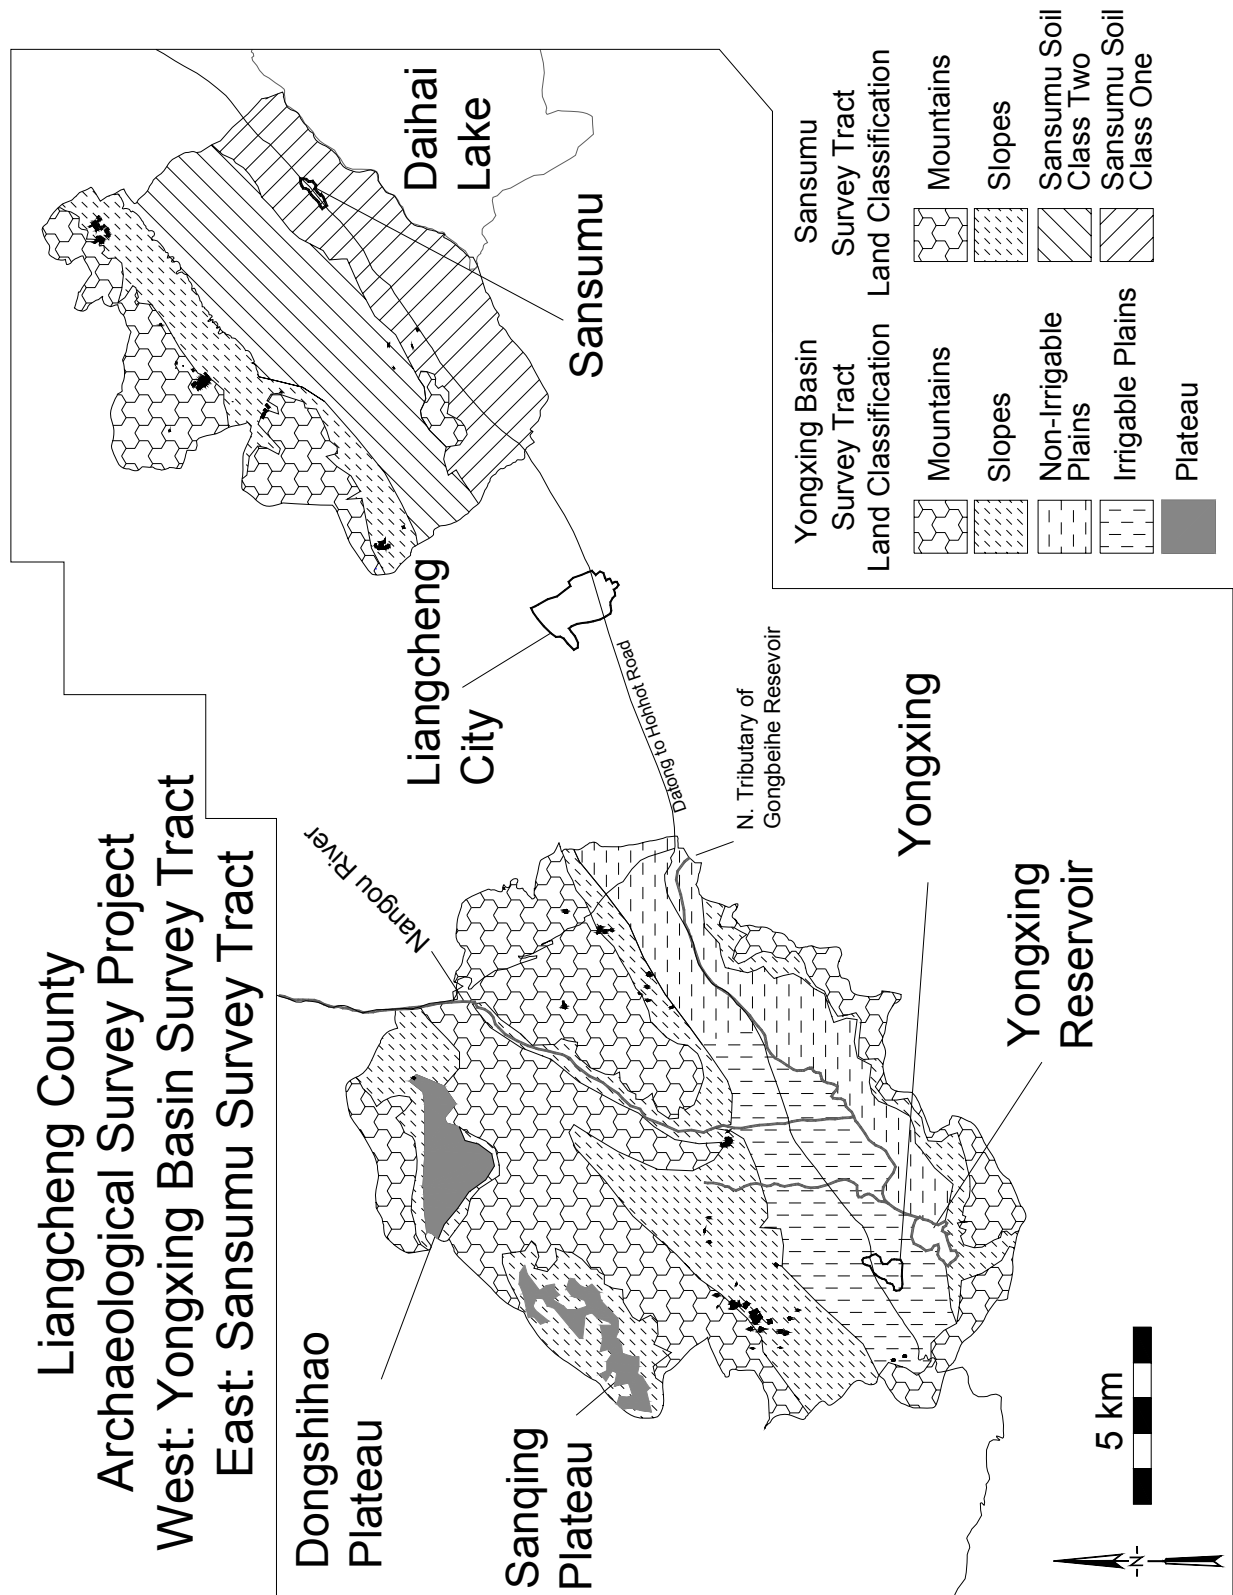 Liangcheng County
Archaeological Survey Project
West: Yongxing Basin Survey Tract
East: Sansumu Survey Tract
Dongshihao
Plateau
Sanqing
Plateau
Nangou River
Liangcheng
City
Daihai
Lake
Sansumu
Datong to Hohhot Road
N. Tributary of
Gongbeihe Resevoir
Yongxing
Yongxing
Reservoir
5 km
N
Yongxing Basin
Survey Tract
Land Classification
Mountains
Slopes
Non-Irrigable
Plains
Irrigable Plains
Plateau
Sansumu
Survey Tract
Land Classification
Mountains
Slopes
Sansumu Soil
Class Two
Sansumu Soil
Class One